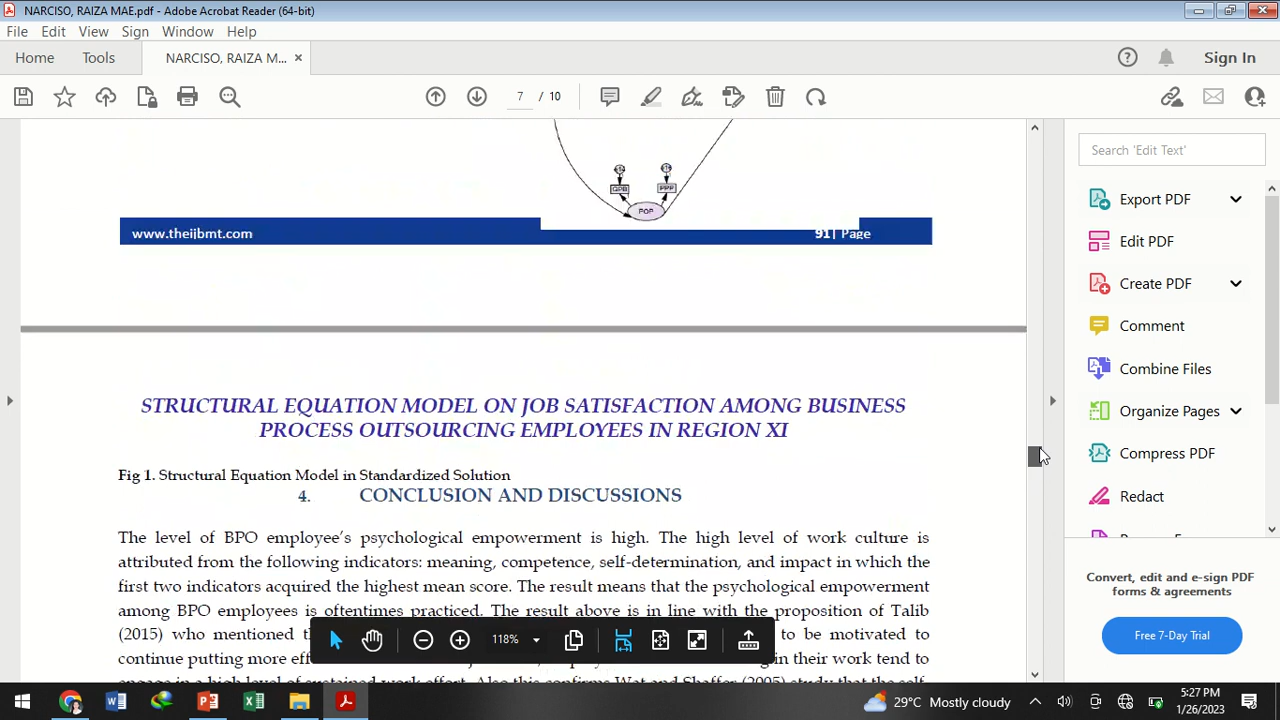 NARCISO, RAIZA MAE.pdf - Adobe Acrobat Reader (64-bit)
File Edit View Sign Window Help
Home Tools NARCISO, RAIZA M... × Sign In
7 / 10
GPB PPP
POP
www.theijbmt.com 91| Page
STRUCTURAL EQUATION MODEL ON JOB SATISFACTION AMONG BUSINESS
PROCESS OUTSOURCING EMPLOYEES IN REGION XI
Fig 1. Structural Equation Model in Standardized Solution
4. CONCLUSION AND DISCUSSIONS
The level of BPO employee's psychological empowerment is high. The high level of work culture is
attributed from the following indicators: meaning, competence, self-determination, and impact in which the
first two indicators acquired the highest mean score. The result means that the psychological empowerment
among BPO employees is oftentimes practiced. The result above is in line with the proposition of Talib
(2015) who mentioned to be motivated to
continue putting more in their work tend to
118%
Search 'Edit Text'
Export PDF
Edit PDF
Create PDF
Comment
Combine Files
Organize Pages
Compress PDF
Redact
Convert, edit and e-sign PDF
forms & agreements
Free 7-Day Trial
29°C Mostly cloudy
5:27 PM
1/26/2023